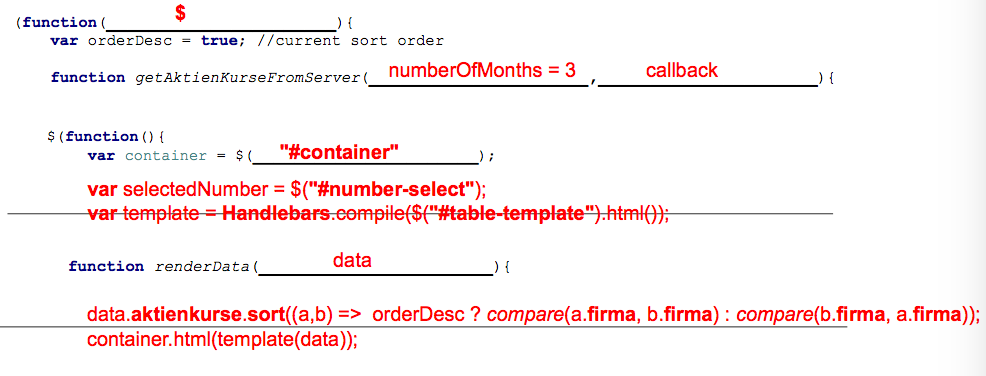 (function($){
var orderDesc = true; //current sort order
function getAktienKurseFromServer(numberOfMonths = 3, callback){
$(function(){
var container = $("#container");
var selectedNumber = $("#number-select");
var template = Handlebars.compile($("#table-template").html());
function renderData(data){
data.aktienkurse.sort((a,b) => orderDesc ? compare(a.firma, b.firma) : compare(b.firma, a.firma));
container.html(template(data));